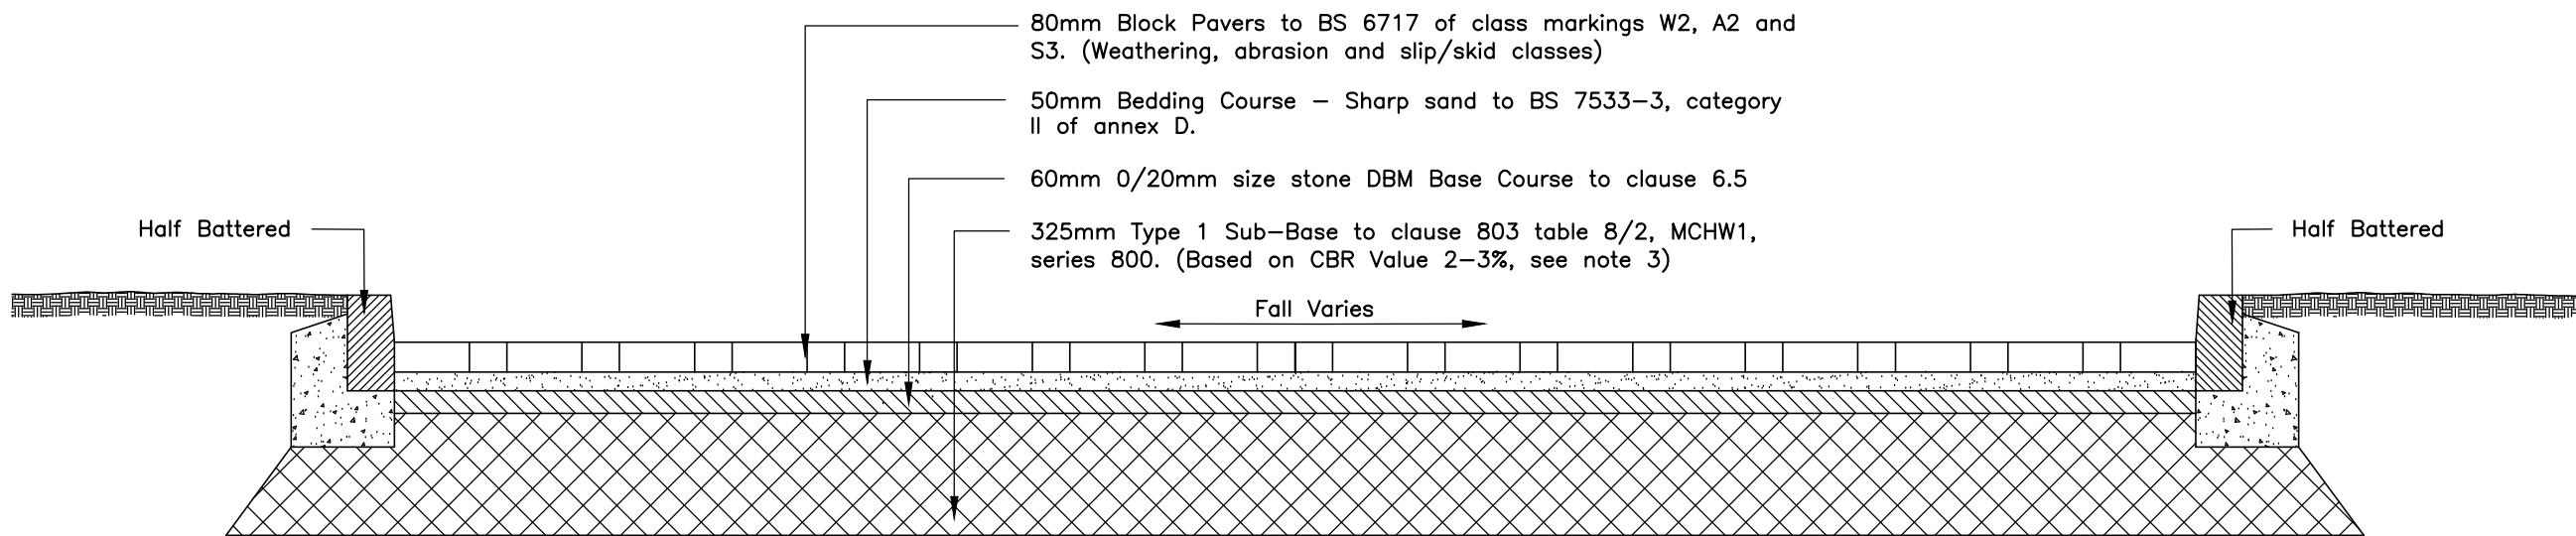 80mm Block Pavers to BS 6717 of class markings W2, A2 and
S3. (Weathering, abrasion and slip/skid classes)
50mm Bedding Course – Sharp sand to BS 7533–3, category
II of annex D.
60mm 0/20mm size stone DBM Base Course to clause 6.5
325mm Type 1 Sub–Base to clause 803 table 8/2, MCHW1,
series 800. (Based on CBR Value 2–3%, see note 3)
Half Battered
Half Battered
Fall Varies